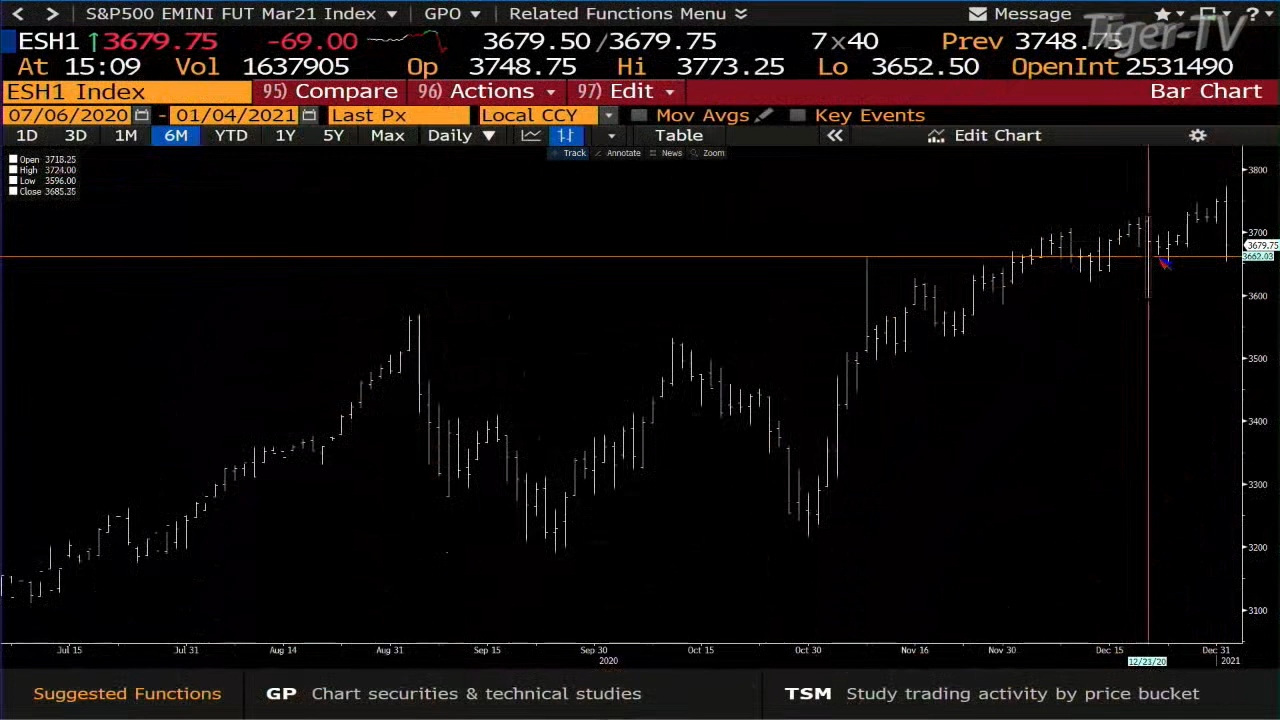 < > S&P500 EMINI FUT Mar21 Index GPO Related Functions Menu Message ?
Tiger-TV
ESH1 ↑3679.75 -69.00 3679.50/3679.75 7×40 Prev 3748.75
At 15:09 Vol 1637905 Op 3748.75 Hi 3773.25 Lo 3652.50 OpenInt 2531490
ESH1 Index 95) Compare 96) Actions 97) Edit Bar Chart
07/06/2020 - 01/04/2021 Last Px Local CCY Mov Avgs Key Events
1D 3D 1M 6M YTD 1Y 5Y Max Daily ▼ Table « Edit Chart
Track Annotate News Zoom
Open 3718.25
High 3724.00
Low 3596.00
Close 3685.35
3800
3700
3679.75
3662.03
3600
3500
3400
3300
3200
3100
Jul 15 Jul 31 Aug 14 Aug 31 Sep 15 Sep 30 Oct 15 Oct 30 Nov 16 Nov 30 Dec 15 Dec 31
2020 12/21/20 2021
Suggested Functions GP Chart securities & technical studies TSM Study trading activity by price bucket